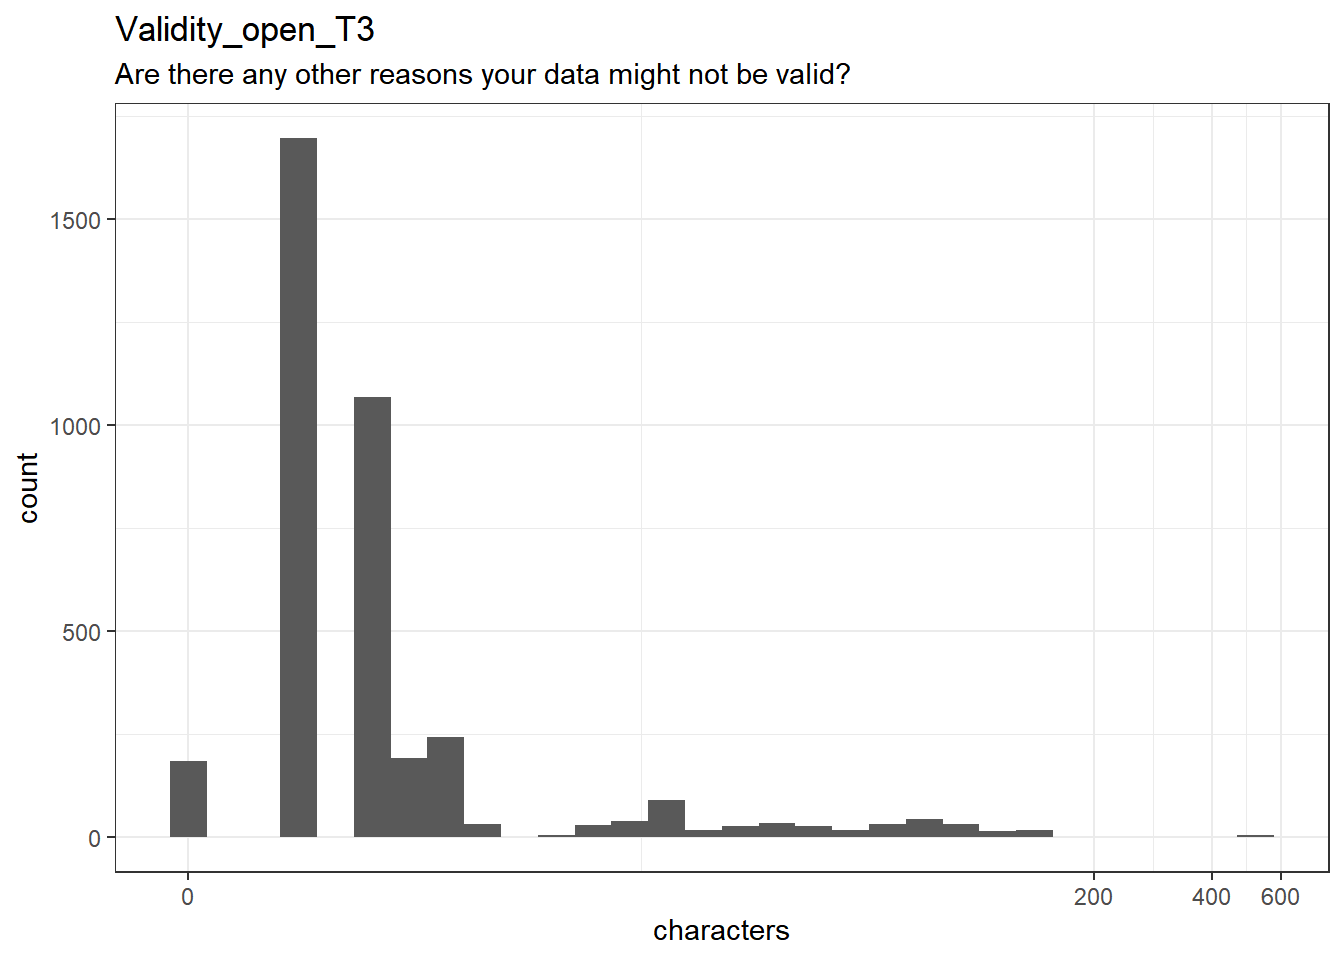 Validity_open_T3
Are there any other reasons your data might not be valid?
1500
1000
500
0
count
0 200 400 600
characters